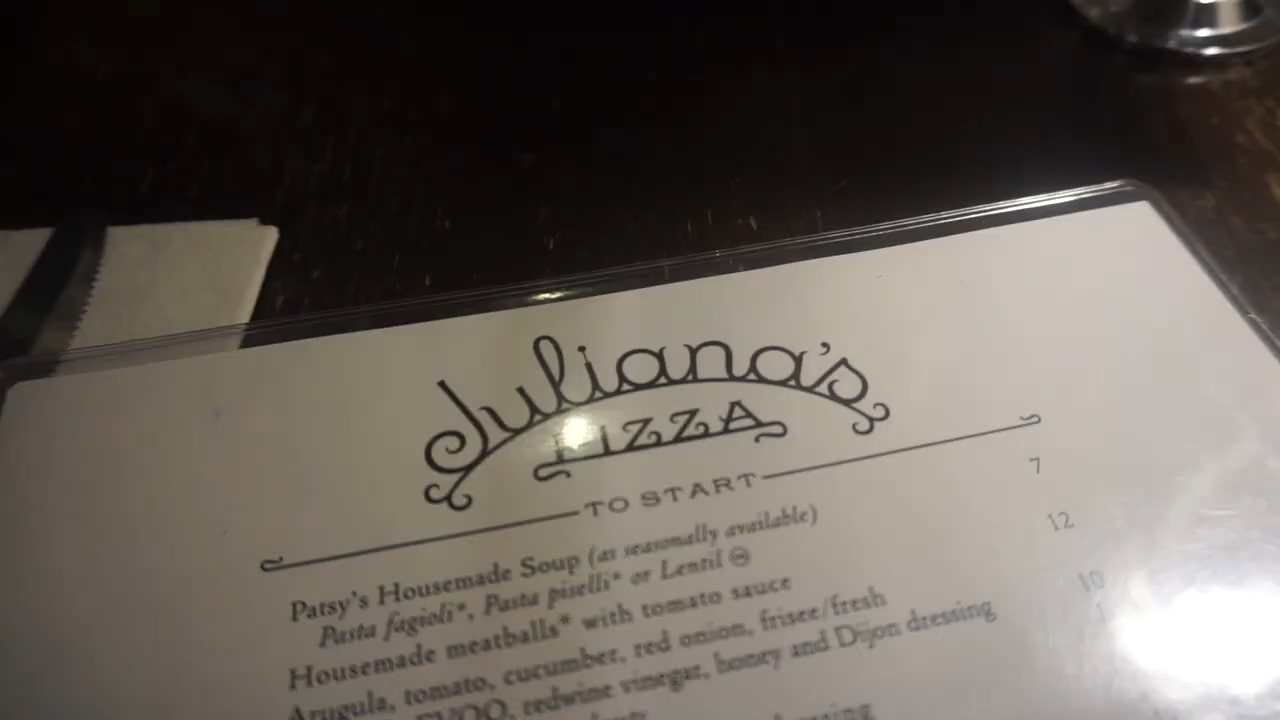 Juliana's
PIZZA
TO START
Patsy's Housemade Soup (as seasonally available) 7
Pasta fagioli*, Pasta piselli* or Lentil
Housemade meatballs* with tomato sauce 12
Arugula, tomato, cucumber, red onion, frisee/fresh 10
EVOO, redwine vinegar, honey and Dijon dressing